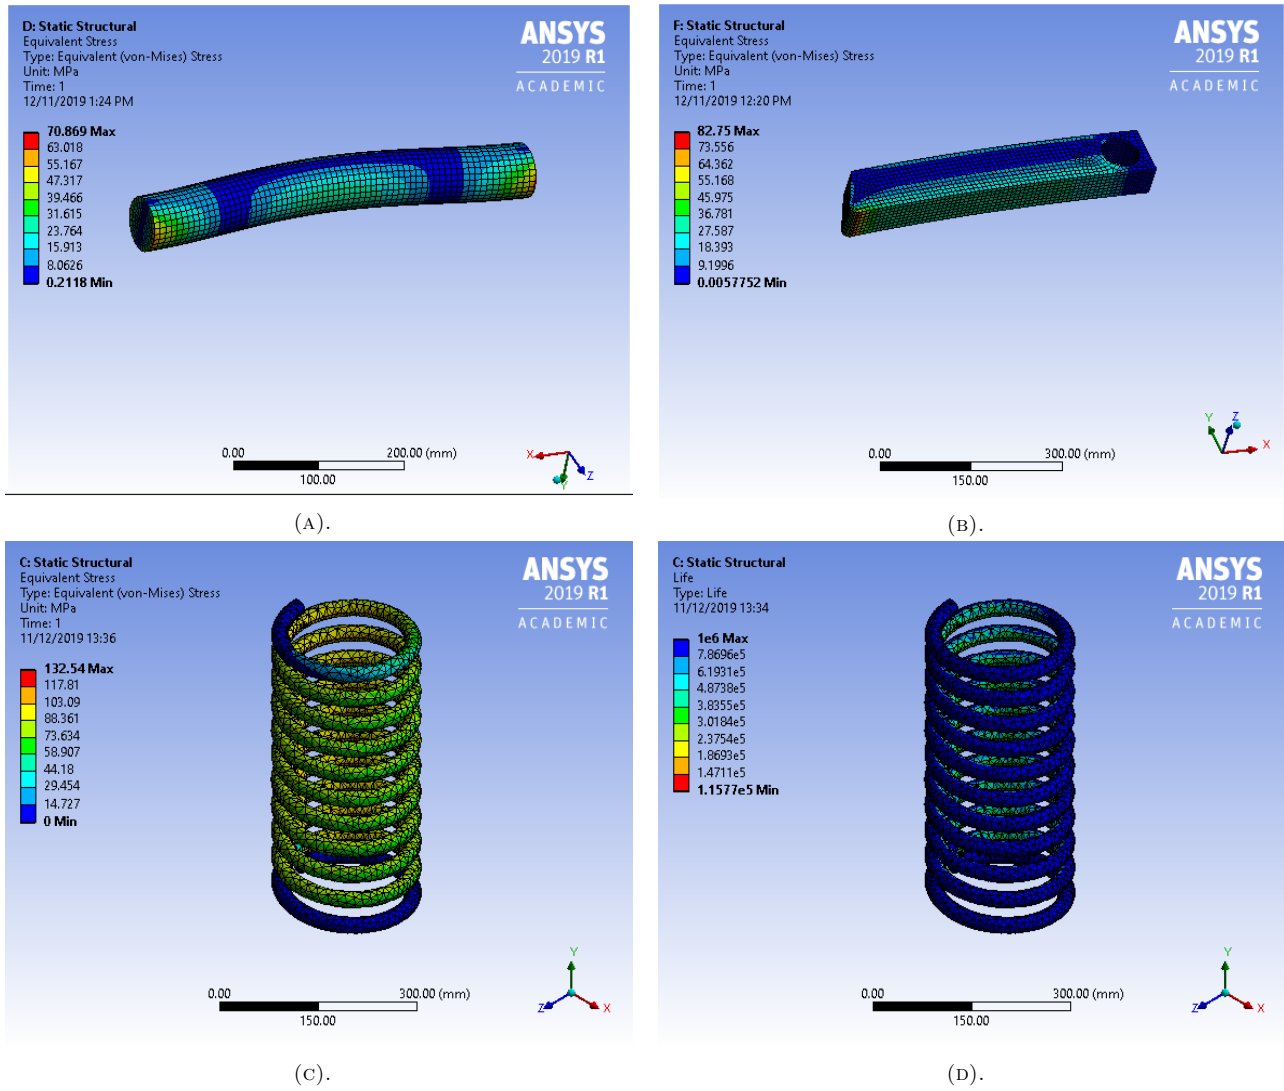 D: Static Structural
Equivalent Stress
Type: Equivalent (von-Mises) Stress
Unit: MPa
Time: 1
12/11/2019 1:24 PM
ANSYS
2019 R1
ACADEMIC
70.869 Max
63.018
55.167
47.317
39.466
31.615
23.764
15.913
8.0626
0.2118 Min
0.00
200.00 (mm)
100.00
X
Y
Z
(A).
F: Static Structural
Equivalent Stress
Type: Equivalent (von-Mises) Stress
Unit: MPa
Time: 1
12/11/2019 12:20 PM
ANSYS
2019 R1
ACADEMIC
82.75 Max
73.556
64.362
55.168
45.975
36.781
27.587
18.393
9.1996
0.0057752 Min
0.00
300.00 (mm)
150.00
Y
Z
X
(B).
C: Static Structural
Equivalent Stress
Type: Equivalent (von-Mises) Stress
Unit: MPa
Time: 1
11/12/2019 13:36
ANSYS
2019 R1
ACADEMIC
132.54 Max
117.81
103.09
88.361
73.634
58.907
44.18
29.454
14.727
0 Min
0.00
300.00 (mm)
150.00
Y
Z
X
(C).
C: Static Structural
Life
Type: Life
11/12/2019 13:34
ANSYS
2019 R1
ACADEMIC
1e6 Max
7.8696e5
6.1931e5
4.8738e5
3.8355e5
3.0184e5
2.3754e5
1.8693e5
1.4711e5
1.1577e5 Min
0.00
300.00 (mm)
150.00
Y
Z
X
(D).